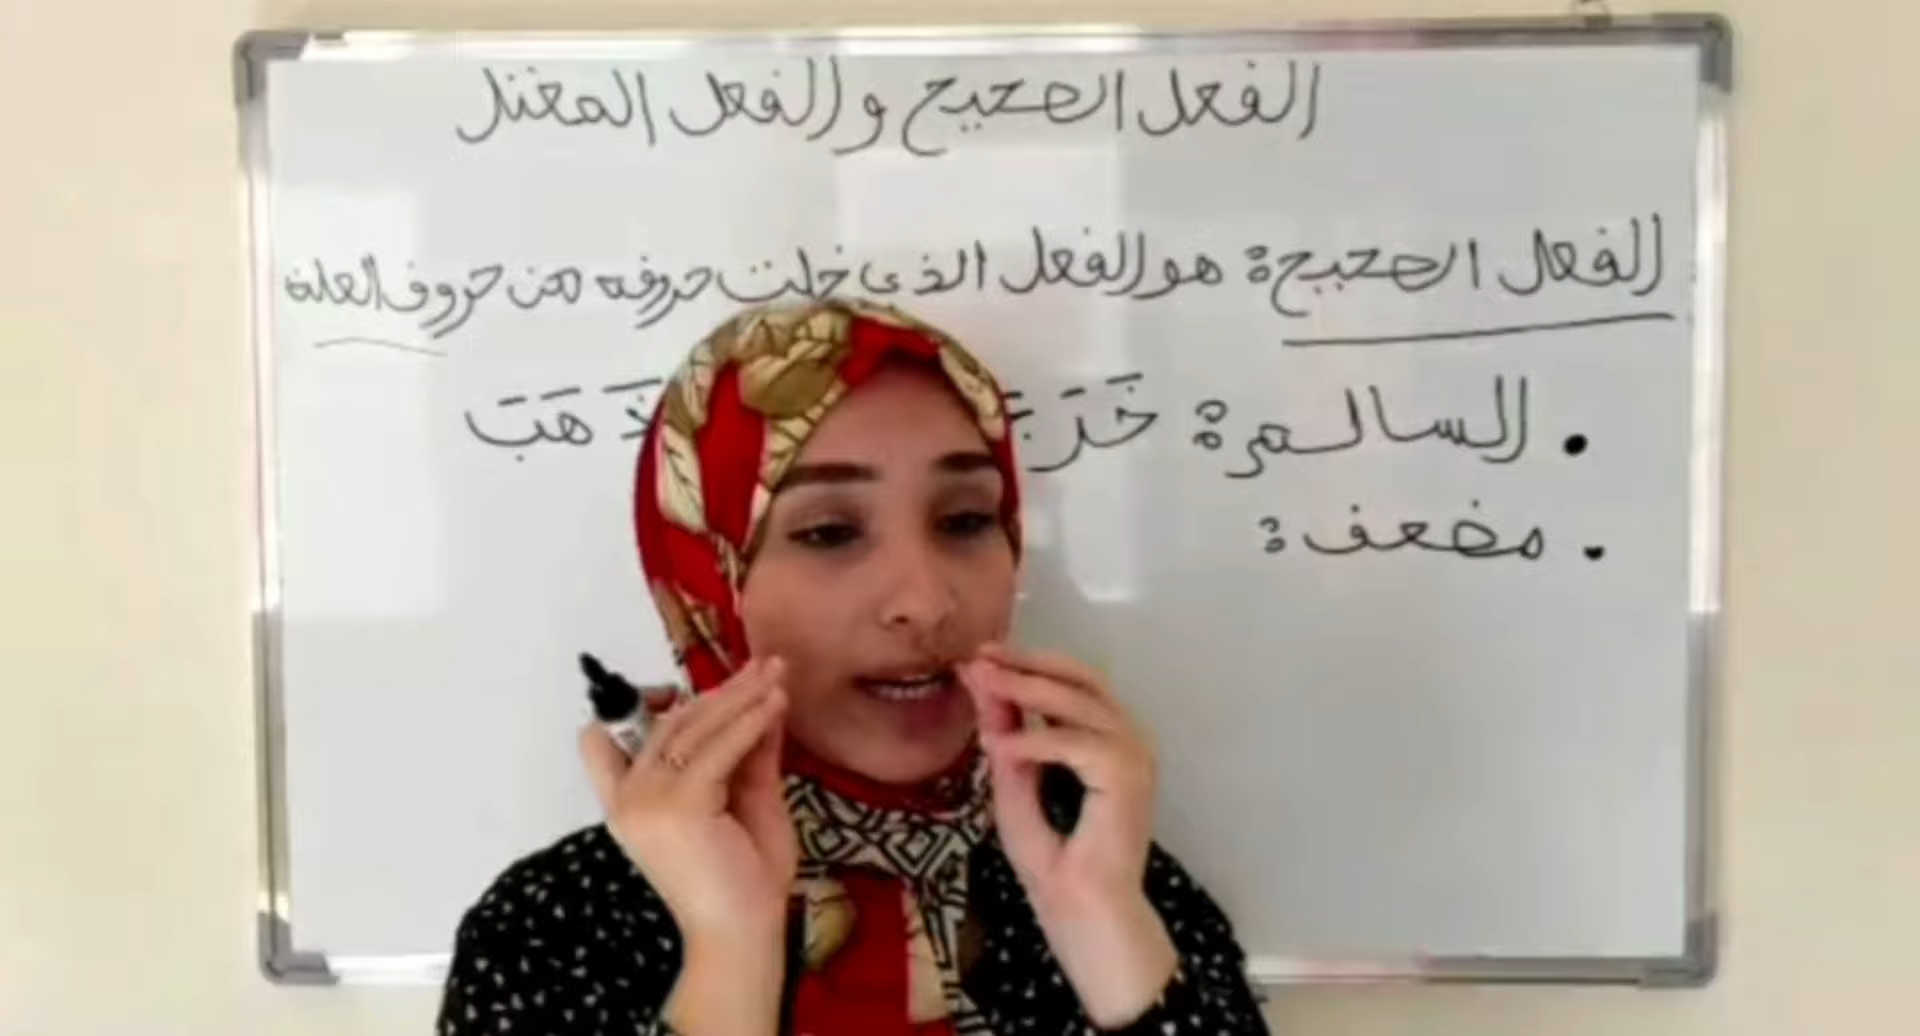 الفعل الصحيح والفعل المعتل
الفعل الصحيح: هو الفعل الذي خلت حروفه من حروف العلة
• السالم: خَرَجَ ذَهَبَ
• مضعف: